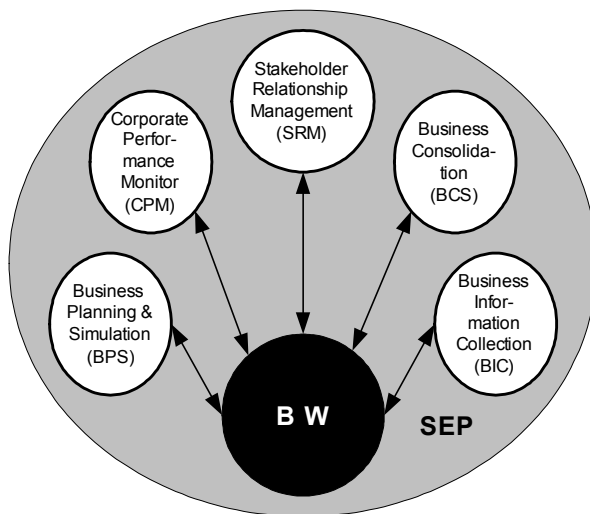 Stakeholder
Relationship
Management
(SRM)
Corporate
Perfor-
mance
Monitor
(CPM)
Business
Consolida-
tion
(BCS)
Business
Planning &
Simulation
(BPS)
Business
Infor-
mation
Collection
(BIC)
B W
SEP